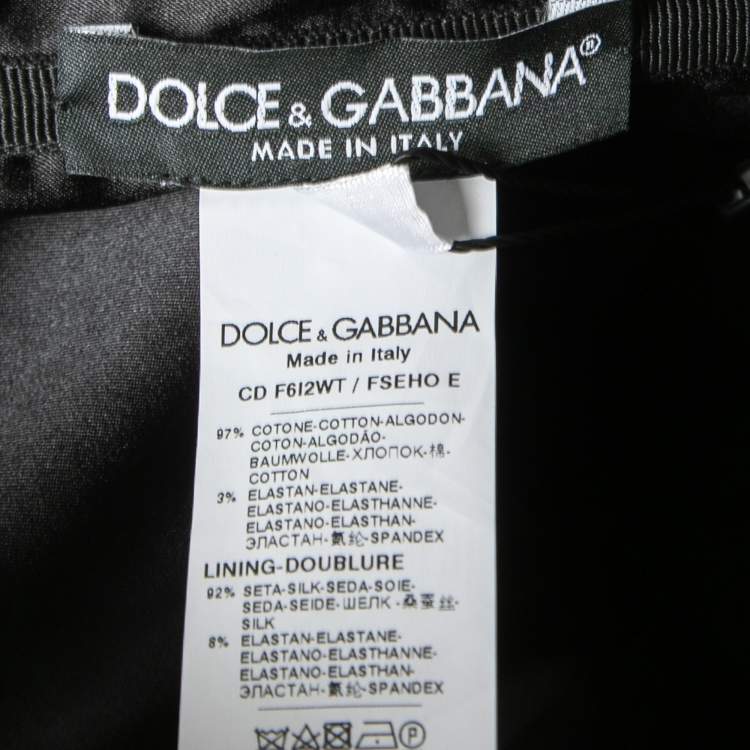 DOLCE & GABBANA®
MADE IN ITALY
DOLCE & GABBANA
Made in Italy
CD F6I2WT / FSEHO E
97% COTONE-COTTON-ALGODON-
COTON-ALGODÃO-
BAUMWOLLE-ХЛОПОК-棉-
COTTON
3% ELASTAN-ELASTANE-
ELASTANO-ELASTHANNE-
ELASTANO-ELASTHAN-
ЭЛАСТАН-氨纶-SPANDEX
LINING-DOUBLURE
92% SETA-SILK-SEDA-SOIE-
SEDA-SEIDE-ШЕЛК-桑蚕丝-
SILK
8% ELASTAN-ELASTANE-
ELASTANO-ELASTHANNE-
ELASTANO-ELASTHAN-
ЭЛАСТАН-氨纶-SPANDEX
P